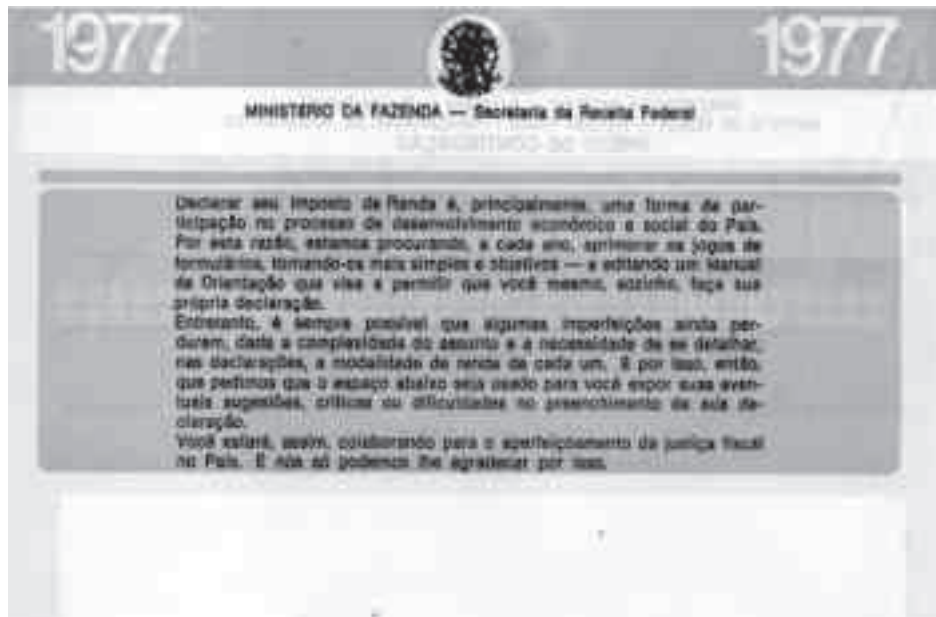 1977 1977
MINISTÉRIO DA FAZENDA — Secretaria da Receita Federal
Declarar seu Imposto de Renda é, principalmente, uma forma de par-
ticipação no processo de desenvolvimento econômico e social do País.
Por esta razão, estamos procurando, a cada ano, aprimorar os jogos de
formulários, tornando-os mais simples e objetivos — e editando um Manual
de Orientação que visa a permitir que você mesmo, sozinho, faça sua
própria declaração.
Entretanto, é sempre possível que algumas imperfeições ainda per-
durem, dada a complexidade do assunto e a necessidade de se detalhar,
nas declarações, a modalidade de renda de cada um. É por isso, então,
que pedimos que o espaço abaixo seja usado para você expor suas even-
tuais sugestões, críticas ou dificuldades no preenchimento da sua de-
claração.
Você estará, assim, colaborando para o aperfeiçoamento da justiça fiscal
no País. E nós só podemos lhe agradecer por isso.